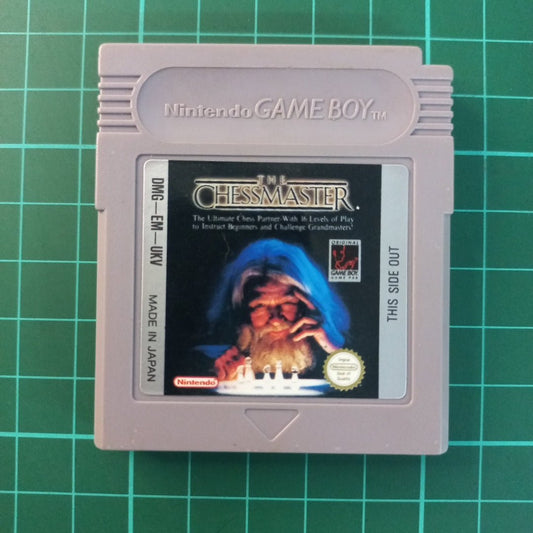 Nintendo GAME BOY TM
THE
CHESSMASTER
The Ultimate Chess Partner-With 16 Levels of Play
to Instruct Beginners and Challenge Grandmasters!
ORIGINAL
GAME BOY
GAME PAK
DMG-EM-UKV
MADE IN JAPAN
THIS SIDE OUT
Nintendo
Original
Nintendo
Seal of
Quality